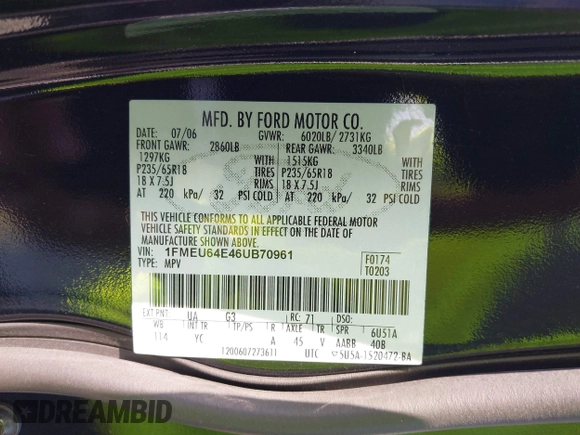 MFD. BY FORD MOTOR CO.
DATE: 07/06 GVWR: 6020LB/ 2731KG
FRONT GAWR: 2860LB REAR GAWR: 3340LB
1297KG WITH 1515KG WITH
P235/65R18 TIRES P235/65R18 TIRES
18 X 7.5J RIMS 18 X 7.5J RIMS
AT 220 kPa/ 32 PSI COLD AT 220 kPa/ 32 PSI COLD
THIS VEHICLE CONFORMS TO ALL APPLICABLE FEDERAL MOTOR
VEHICLE SAFETY STANDARDS IN EFFECT ON THE DATE OF
MANUFACTURE SHOWN ABOVE.
VIN: 1FMEU64E46UB70961 F0174
TYPE: MPV T0203
EXT PNT: UA G3 RC: 71 DSO:
WB INT TR TP/PS R AXLE TR SPR 6U51A
114 YC A 45 V AABB 40B
1200607273611 UTC 5U5A-1520472-BA
DREAMBID